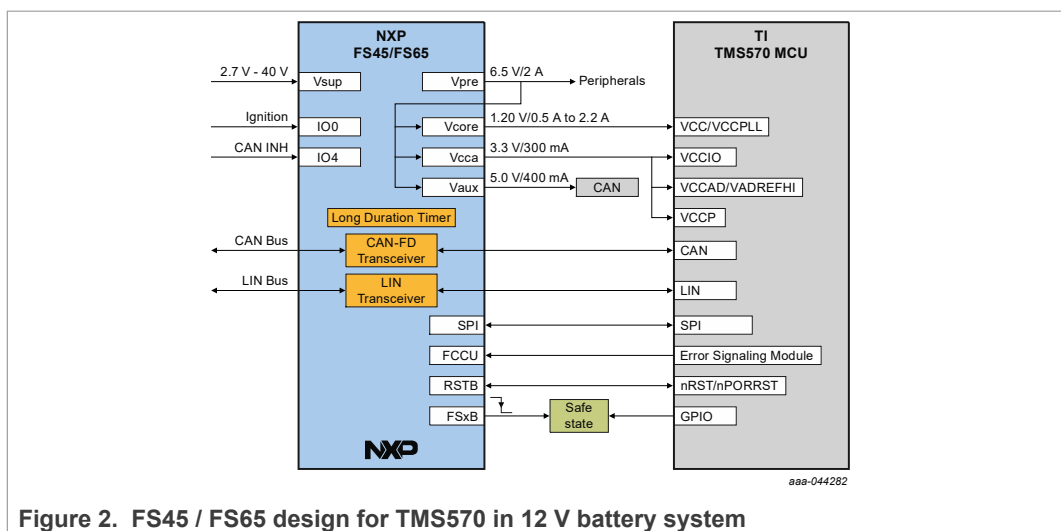 NXP
FS45/FS65
TI
TMS570 MCU
2.7 V - 40 V
Vsup
Vpre
6.5 V/2 A
Peripherals
Ignition
IO0
Vcore
1.20 V/0.5 A to 2.2 A
VCC/VCCPLL
CAN INH
IO4
Vcca
3.3 V/300 mA
VCCIO
Vaux
5.0 V/400 mA
CAN
VCCAD/VADREFHI
Long Duration Timer
VCCP
CAN Bus
CAN-FD
Transceiver
CAN
LIN Bus
LIN
Transceiver
LIN
SPI
SPI
FCCU
Error Signaling Module
RSTB
nRST/nPORRST
FSxB
Safe
state
GPIO
NXP
aaa-044282
Figure 2. FS45 / FS65 design for TMS570 in 12 V battery system